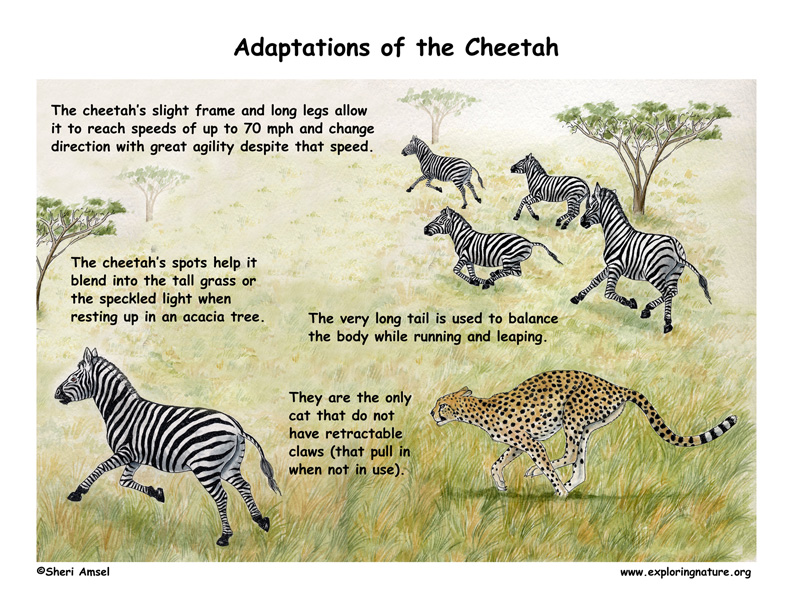 Adaptations of the Cheetah
The cheetah's slight frame and long legs allow
it to reach speeds of up to 70 mph and change
direction with great agility despite that speed.
The cheetah's spots help it
blend into the tall grass or
the speckled light when
resting up in an acacia tree.
The very long tail is used to balance
the body while running and leaping.
They are the only
cat that do not
have retractable
claws (that pull in
when not in use).
©Sheri Amsel
www.exploringnature.org